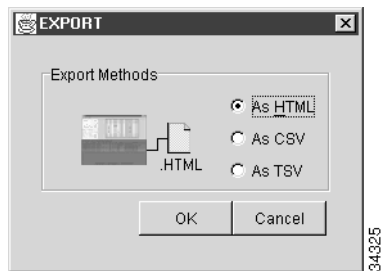 EXPORT
Export Methods
As HTML
As CSV
.HTML
As TSV
OK Cancel
34325